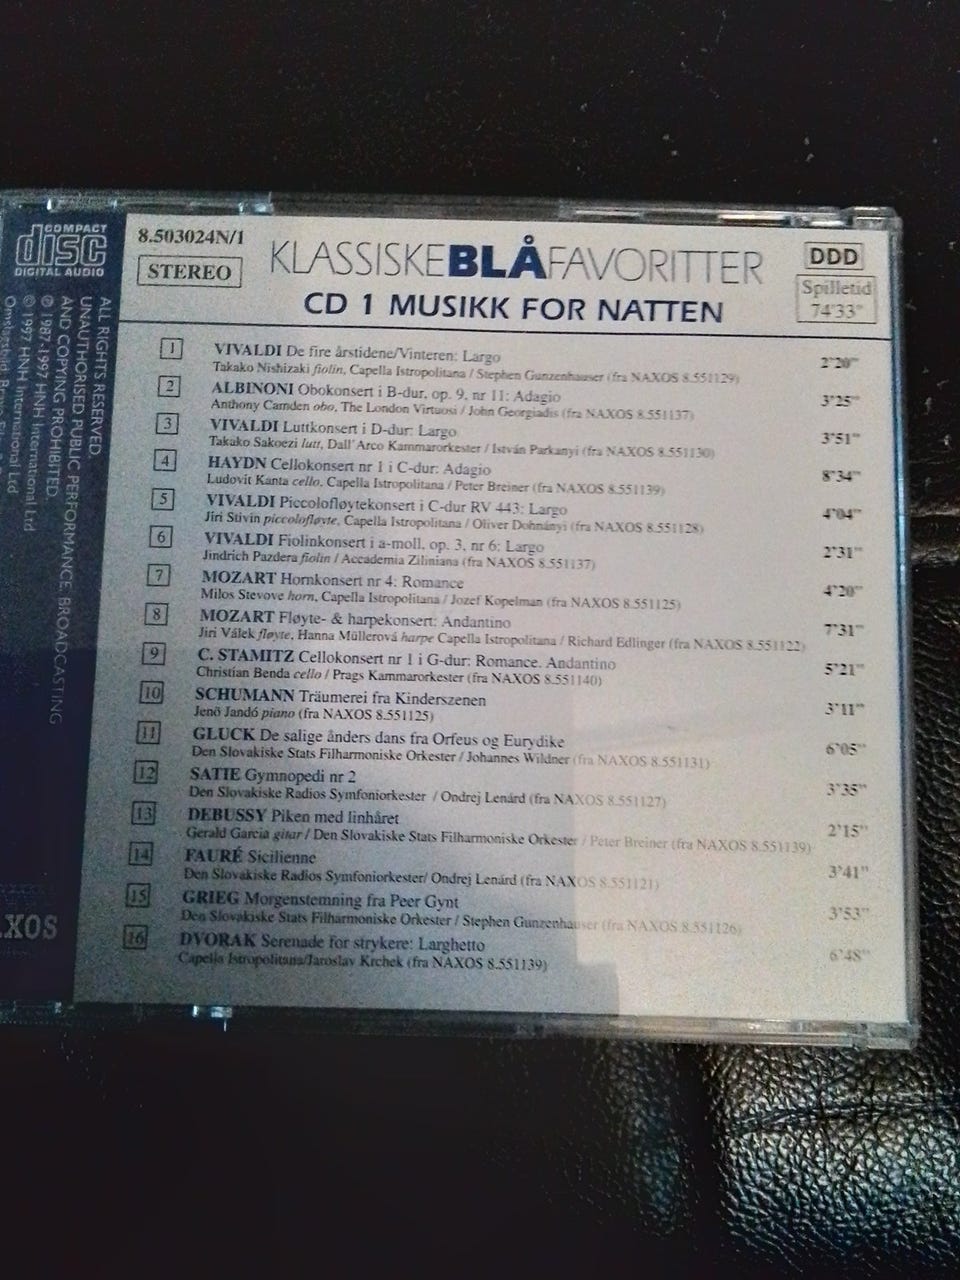 COMPACT
disc
DIGITAL AUDIO
8.503024N/1
STEREO
KLASSISKEBLÅFAVORITTER
CD 1 MUSIKK FOR NATTEN
DDD
Spilletid
74'33"
1 VIVALDI De fire årstidene/Vinteren: Largo 2'20"
Takako Nishizaki fiolin, Capella Istropolitana / Stephen Gunzenhauser (fra NAXOS 8.551129)
2 ALBINONI Obokonsert i B-dur, op. 9, nr 11: Adagio 3'25"
Anthony Camden obo, The London Virtuosi / John Georgiadis (fra NAXOS 8.551137)
3 VIVALDI Luttkonsert i D-dur: Largo 3'51"
Takako Sakoezi lutt, Dall'Arco Kammarorkester / István Parkanyi (fra NAXOS 8.551130)
4 HAYDN Cellokonsert nr 1 i C-dur: Adagio 8'34"
Ludovit Kanta cello, Capella Istropolitana / Peter Breiner (fra NAXOS 8.551139)
5 VIVALDI Piccolofløytekonsert i C-dur RV 443: Largo 4'04"
Jiri Stivin piccolofløyte, Capella Istropolitana / Oliver Dohnányi (fra NAXOS 8.551128)
6 VIVALDI Fiolinkonsert i a-moll, op. 3, nr 6: Largo 2'31"
Jindrich Pazdera fiolin / Accademia Ziliniana (fra NAXOS 8.551137)
7 MOZART Hornkonsert nr 4: Romance 4'20"
Milos Stevove horn, Capella Istropolitana / Jozef Kopelman (fra NAXOS 8.551125)
8 MOZART Fløyte- & harpekonsert: Andantino 7'31"
Jiri Válek fløyte, Hanna Müllerová harpe Capella Istropolitana / Richard Edlinger (fra NAXOS 8.551122)
9 C. STAMITZ Cellokonsert nr 1 i G-dur: Romance. Andantino 5'21"
Christian Benda cello / Prags Kammarorkester (fra NAXOS 8.551140)
10 SCHUMANN Träumerei fra Kinderszenen 3'11"
Jenö Jandó piano (fra NAXOS 8.551125)
11 GLUCK De salige ånders dans fra Orfeus og Eurydike 6'05"
Den Slovakiske Stats Filharmoniske Orkester / Johannes Wildner (fra NAXOS 8.551131)
12 SATIE Gymnopedi nr 2 3'35"
Den Slovakiske Radios Symfoniorkester / Ondrej Lenárd (fra NAXOS 8.551127)
13 DEBUSSY Piken med linhåret 2'15"
Gerald Garcia gitar / Den Slovakiske Stats Filharmoniske Orkester / Peter Breiner (fra NAXOS 8.551139)
14 FAURÉ Sicilienne 3'41"
Den Slovakiske Radios Symfoniorkester/ Ondrej Lenárd (fra NAXOS 8.551121)
15 GRIEG Morgenstemning fra Peer Gynt 3'53"
Den Slovakiske Stats Filharmoniske Orkester / Stephen Gunzenhauser (fra NAXOS 8.551126)
16 DVORAK Serenade for strykere: Larghetto 6'48"
Capella Istropolitana/Jaroslav Krchek (fra NAXOS 8.551139)
ALL RIGHTS RESERVED.
UNAUTHORISED PUBLIC PERFORMANCE, BROADCASTING
AND COPYING PROHIBITED.
℗ 1987-1997 HNH International Ltd.
© 1997 HNH International Ltd
XOS